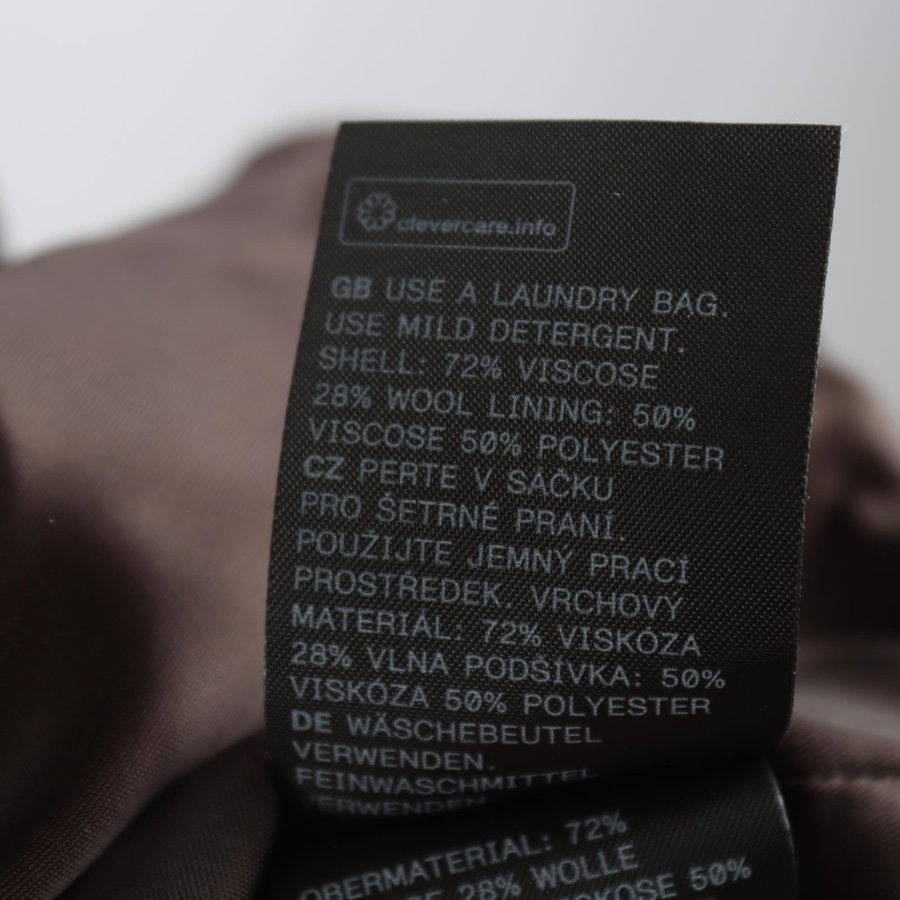 clevercare.info
GB USE A LAUNDRY BAG.
USE MILD DETERGENT.
SHELL: 72% VISCOSE
28% WOOL LINING: 50%
VISCOSE 50% POLYESTER
CZ PERTE V SÁČKU
PRO ŠETRNÉ PRANÍ.
POUŽIJTE JEMNÝ PRACÍ
PROSTŘEDEK. VRCHOVÝ
MATERIÁL: 72% VISKÓZA
28% VLNA PODŠÍVKA: 50%
VISKÓZA 50% POLYESTER
DE WÄSCHEBEUTEL
VERWENDEN.
FEINWASCHMITTEL
VERWENDEN
OBERMATERIAL: 72%
28% WOLLE
50%